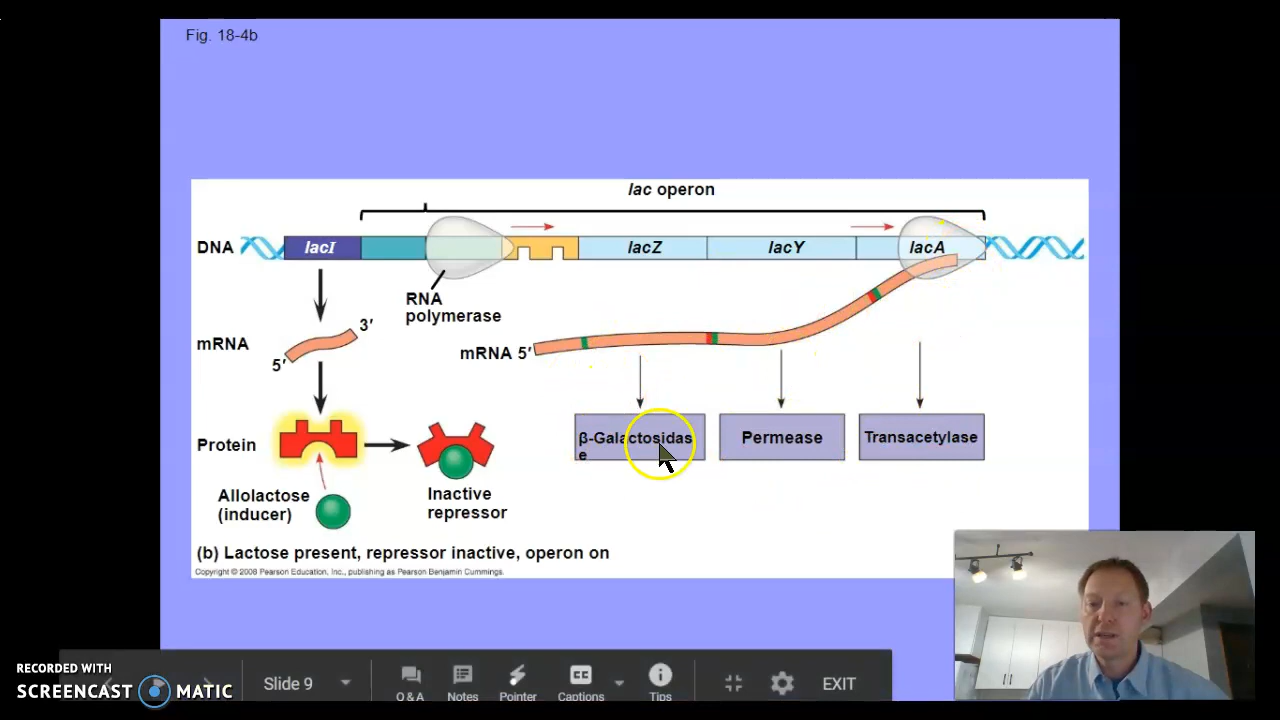 Fig. 18-4b
lac operon
DNA
lacI
lacZ
lacY
lacA
RNA
polymerase
mRNA
3′
5′
mRNA 5′
Protein
β-Galactosidas
e
Permease
Transacetylase
Allolactose
(inducer)
Inactive
repressor
(b) Lactose present, repressor inactive, operon on
Copyright © 2008 Pearson Education, Inc., publishing as Pearson Benjamin Cummings.
RECORDED WITH
SCREENCAST MATIC
Slide 9
Q & A
Notes
Pointer
CC
Captions
Tips
EXIT